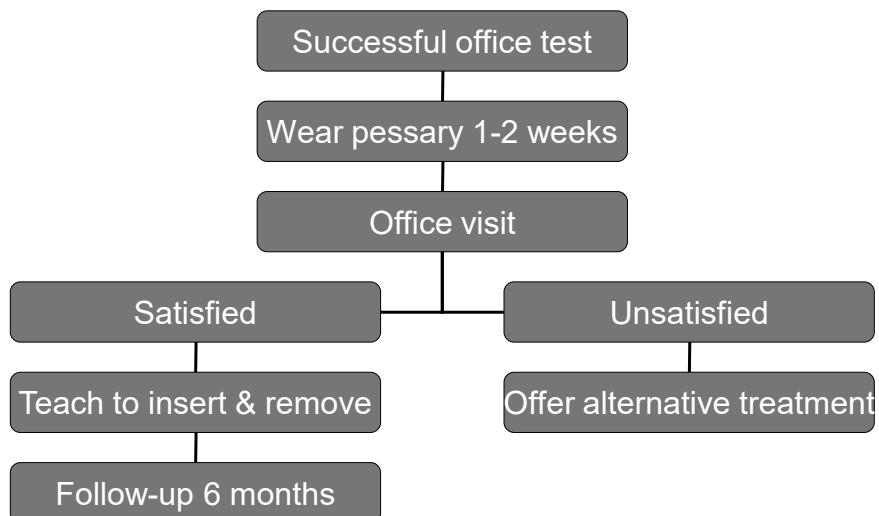 Successful office test
Wear pessary 1-2 weeks
Office visit
Satisfied
Unsatisfied
Teach to insert & remove
Offer alternative treatment
Follow-up 6 months